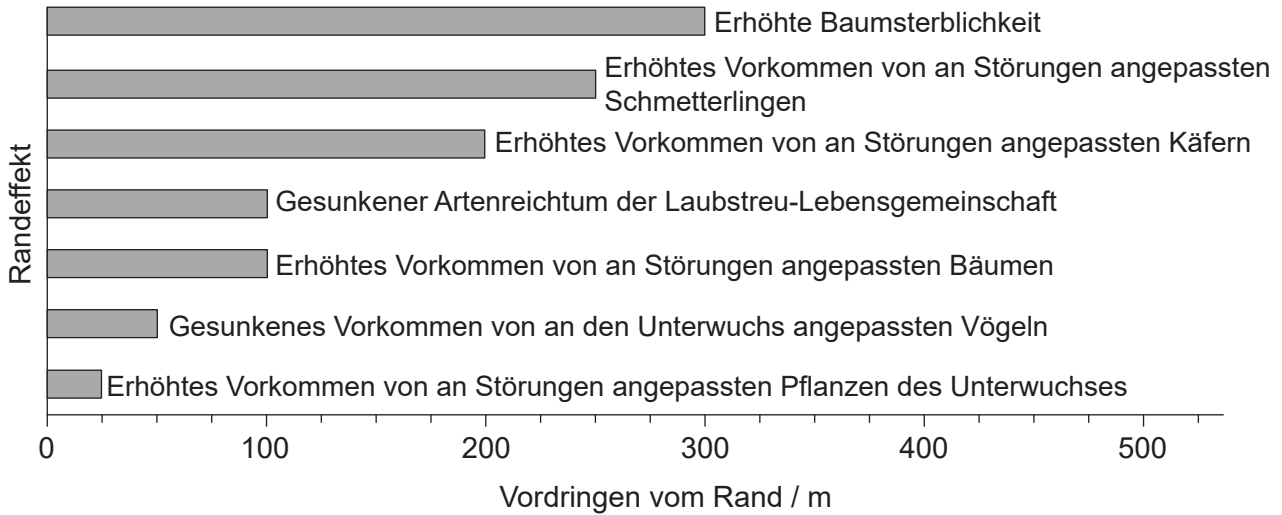 Erhöhte Baumsterblichkeit
Erhöhtes Vorkommen von an Störungen angepassten
Schmetterlingen
Erhöhtes Vorkommen von an Störungen angepassten Käfern
Gesunkener Artenreichtum der Laubstreu-Lebensgemeinschaft
Erhöhtes Vorkommen von an Störungen angepassten Bäumen
Gesunkenes Vorkommen von an den Unterwuchs angepassten Vögeln
Erhöhtes Vorkommen von an Störungen angepassten Pflanzen des Unterwuchses
Randeffekt
0 100 200 300 400 500
Vordringen vom Rand / m